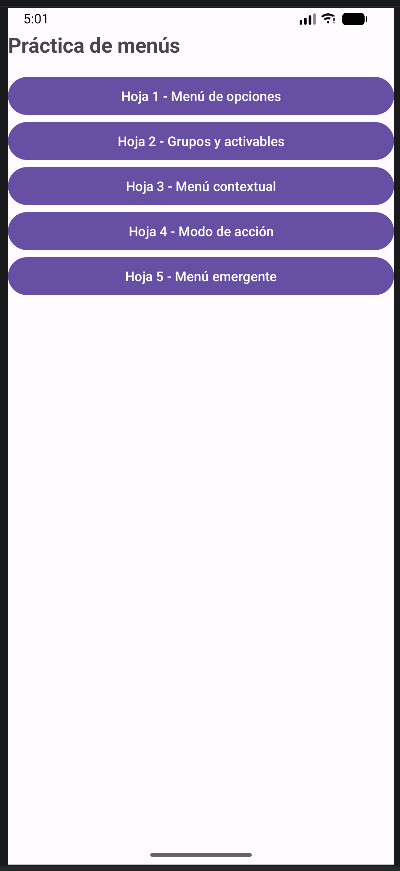 5:01
Práctica de menús
Hoja 1 - Menú de opciones
Hoja 2 - Grupos y activables
Hoja 3 - Menú contextual
Hoja 4 - Modo de acción
Hoja 5 - Menú emergente